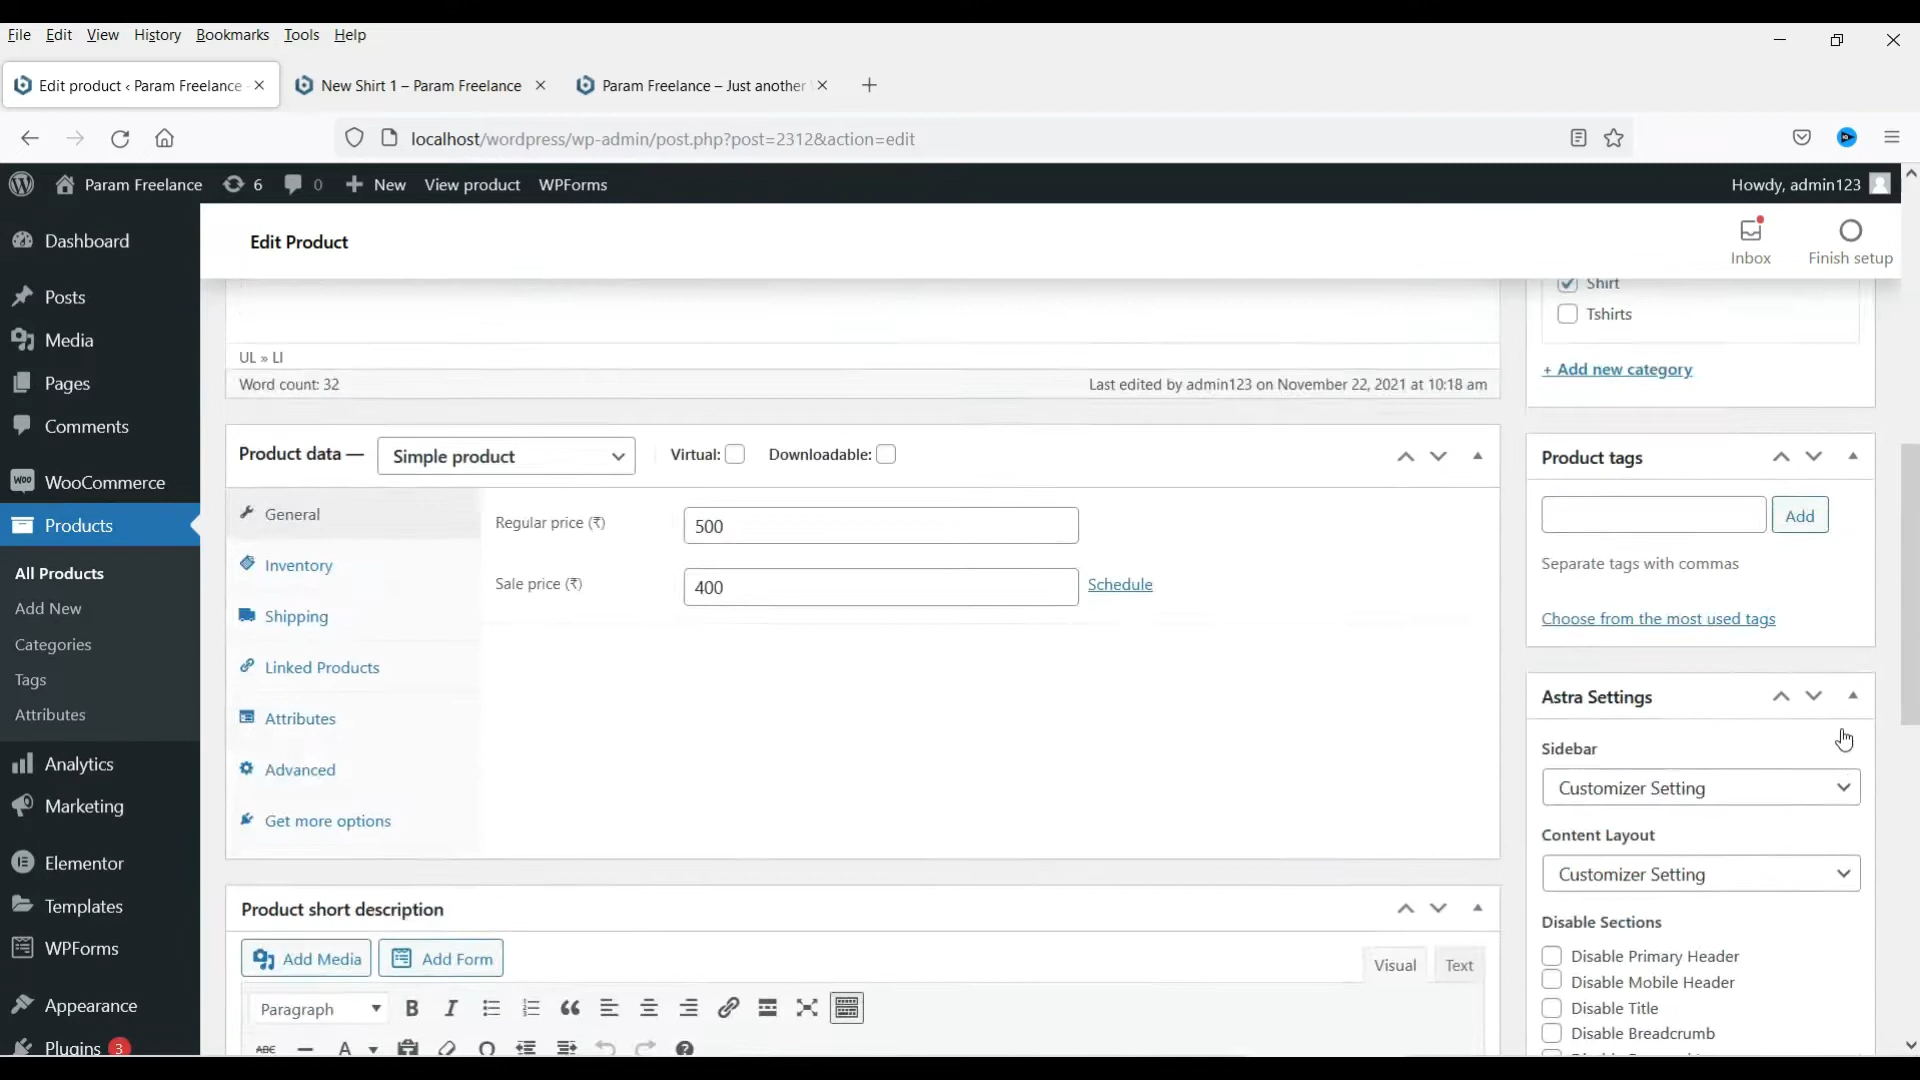 File Edit View History Bookmarks Tools Help
Edit product ‹ Param Freelance
New Shirt 1 – Param Freelance
Param Freelance – Just another
localhost/wordpress/wp-admin/post.php?post=2312&action=edit
Param Freelance 6 0 New View product WPForms
Howdy, admin123
Edit Product
Inbox
Finish setup
Dashboard
Posts
Media
Pages
Comments
WooCommerce
Products
All Products
Add New
Categories
Tags
Attributes
Analytics
Marketing
Elementor
Templates
WPForms
Appearance
Plugins 3
UL » LI
Word count: 32
Last edited by admin123 on November 22, 2021 at 10:18 am
Product data — Simple product Virtual: Downloadable:
General
Inventory
Shipping
Linked Products
Attributes
Advanced
Get more options
Regular price (₹) 500
Sale price (₹) 400 Schedule
Product short description
Add Media Add Form
Visual Text
Paragraph
Shirt
Tshirts
+ Add new category
Product tags
Add
Separate tags with commas
Choose from the most used tags
Astra Settings
Sidebar
Customizer Setting
Content Layout
Customizer Setting
Disable Sections
Disable Primary Header
Disable Mobile Header
Disable Title
Disable Breadcrumb